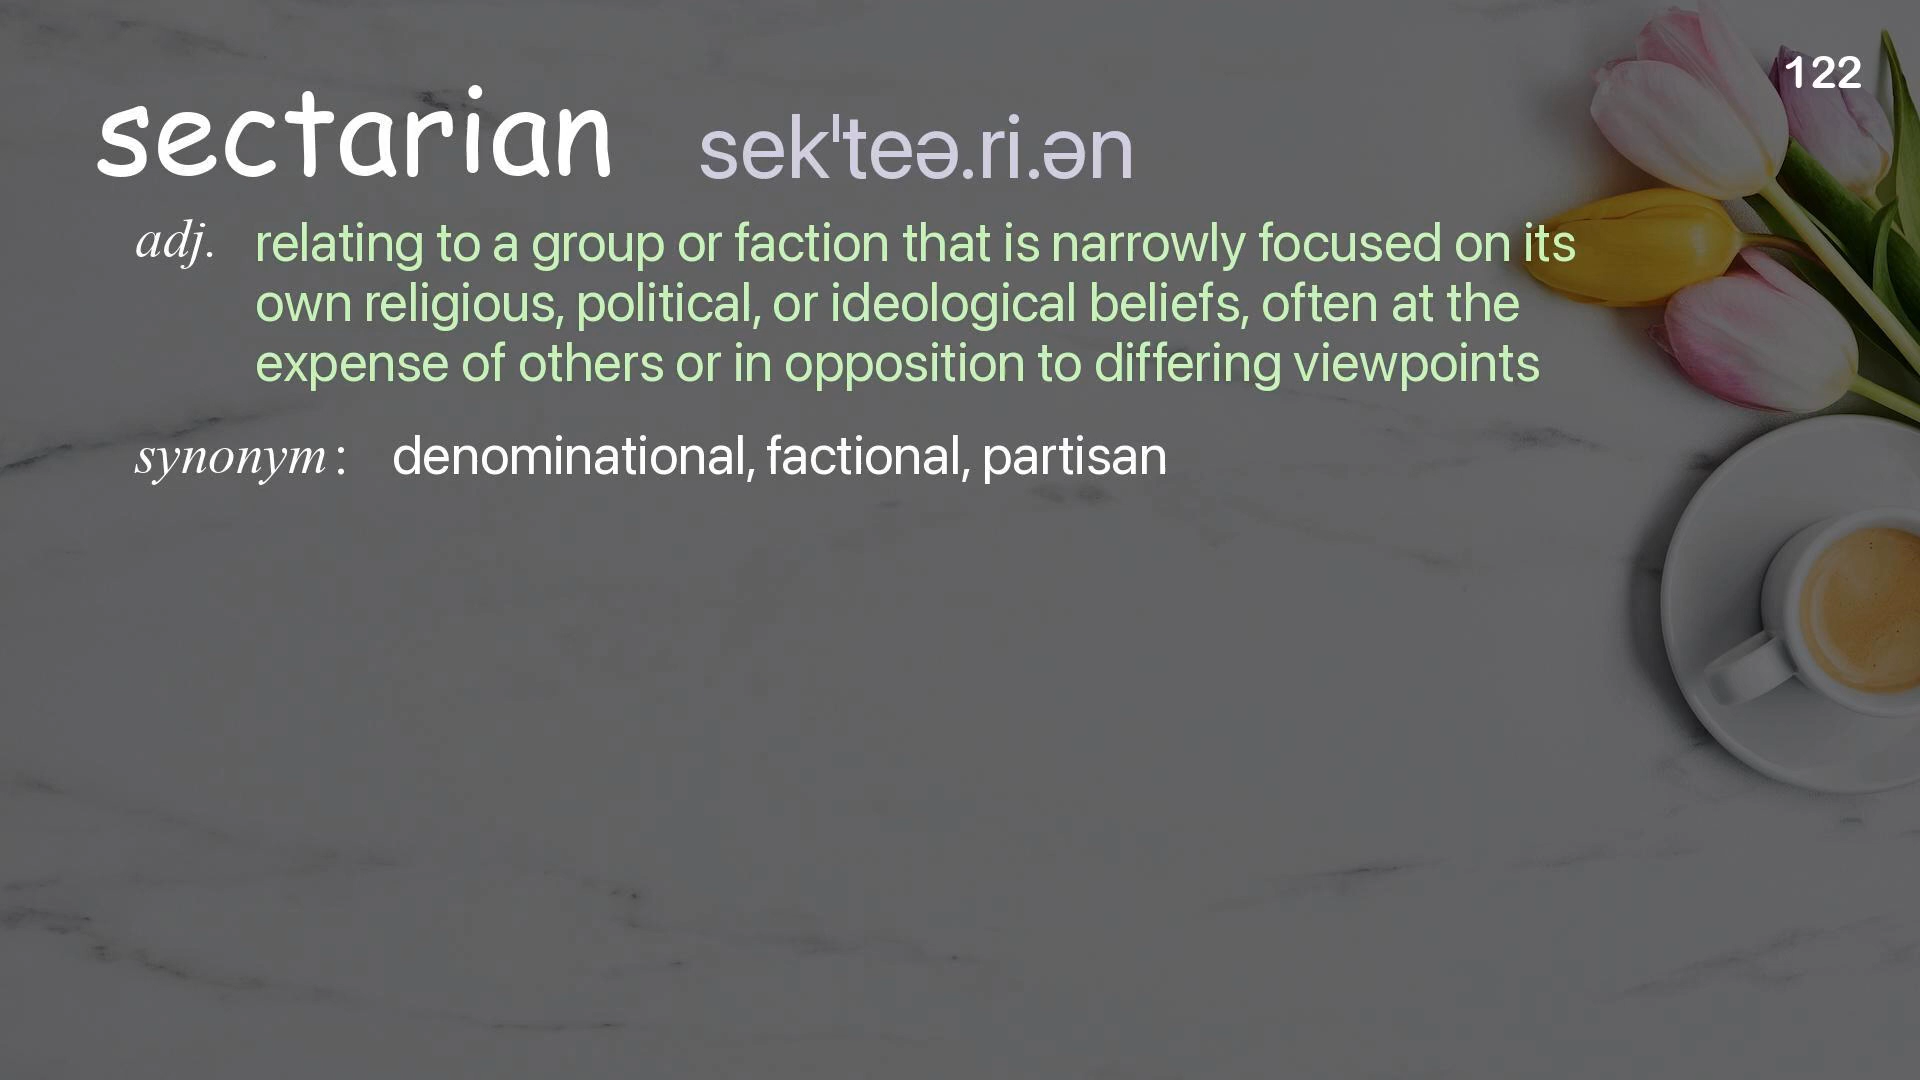 122
sectarian sek'teə.ri.ən
adj. relating to a group or faction that is narrowly focused on its
own religious, political, or ideological beliefs, often at the
expense of others or in opposition to differing viewpoints
synonym: denominational, factional, partisan